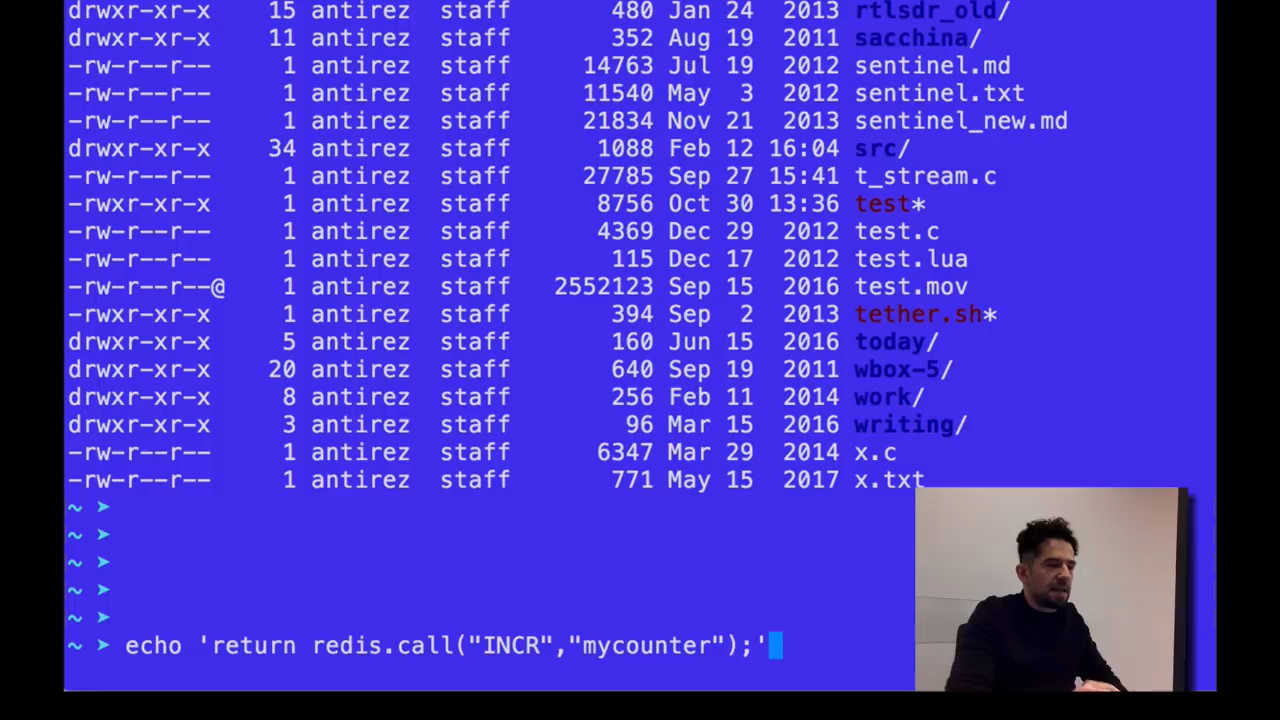 drwxr-xr-x 15 antirez staff 480 Jan 24 2013 rtlsdr_old/
drwxr-xr-x 11 antirez staff 352 Aug 19 2011 sacchina/
-rw-r--r-- 1 antirez staff 14763 Jul 19 2012 sentinel.md
-rw-r--r-- 1 antirez staff 11540 May 3 2012 sentinel.txt
-rw-r--r-- 1 antirez staff 21834 Nov 21 2013 sentinel_new.md
drwxr-xr-x 34 antirez staff 1088 Feb 12 16:04 src/
-rw-r--r-- 1 antirez staff 27785 Sep 27 15:41 t_stream.c
-rwxr-xr-x 1 antirez staff 8756 Oct 30 13:36 test*
-rw-r--r-- 1 antirez staff 4369 Dec 29 2012 test.c
-rw-r--r-- 1 antirez staff 115 Dec 17 2012 test.lua
-rw-r--r--@ 1 antirez staff 2552123 Sep 15 2016 test.mov
-rwxr-xr-x 1 antirez staff 394 Sep 2 2013 tether.sh*
drwxr-xr-x 5 antirez staff 160 Jun 15 2016 today/
drwxr-xr-x 20 antirez staff 640 Sep 19 2011 wbox-5/
drwxr-xr-x 8 antirez staff 256 Feb 11 2014 work/
drwxr-xr-x 3 antirez staff 96 Mar 15 2016 writing/
-rw-r--r-- 1 antirez staff 6347 Mar 29 2014 x.c
-rw-r--r-- 1 antirez staff 771 May 15 2017 x.txt
~ ➤
~ ➤
~ ➤
~ ➤
~ ➤
~ ➤ echo 'return redis.call("INCR","mycounter");'